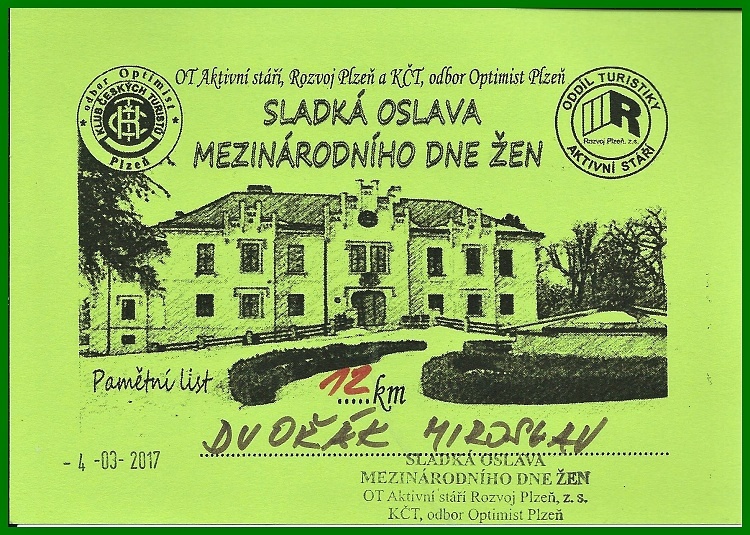 OT Aktivní stáří, Rozvoj Plzeň a KČT, odbor Optimist Plzeň
odbor Optimist
KLUB ČESKÝCH TURISTŮ
KČT
Plzeň
SLADKÁ OSLAVA
MEZINÁRODNÍHO DNE ŽEN
ODDÍL TURISTIKY
R
Rozvoj Plzeň, z.s.
AKTIVNÍ STÁŘÍ
Pamětní list
12 km
DVOŘÁK MIROSLAV
- 4 -03- 2017
SLADKÁ OSLAVA
MEZINÁRODNÍHO DNE ŽEN
OT Aktivní stáří Rozvoj Plzeň, z. s.
KČT, odbor Optimist Plzeň